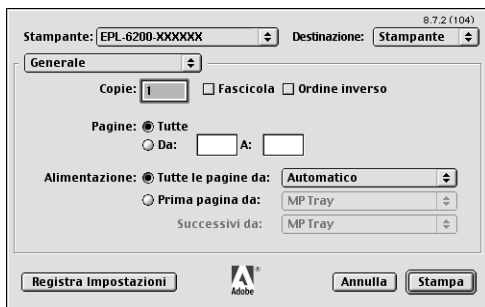 8.7.2 (104)
Stampante: EPL-6200-XXXXXX Destinazione: Stampante
Generale
Copie: 1 Fascicola Ordine inverso
Pagine: Tutte
Da: A:
Alimentazione: Tutte le pagine da: Automatico
Prima pagina da: MP Tray
Successivi da: MP Tray
Registra Impostazioni Adobe ® Annulla Stampa